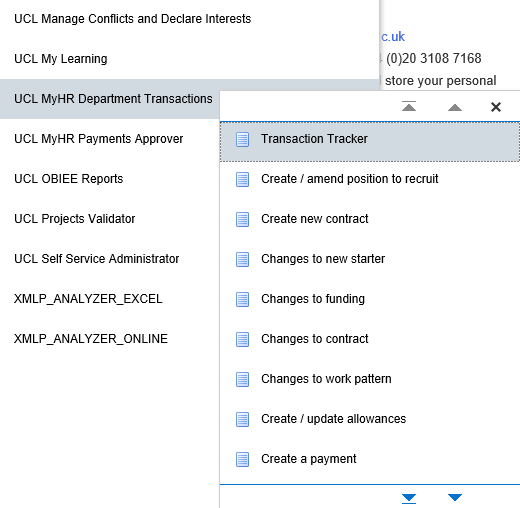 UCL Manage Conflicts and Declare Interests
UCL My Learning
UCL MyHR Department Transactions
UCL MyHR Payments Approver
UCL OBIEE Reports
UCL Projects Validator
UCL Self Service Administrator
XMLP_ANALYZER_EXCEL
XMLP_ANALYZER_ONLINE
c.uk
(0)20 3108 7168
store your personal
Transaction Tracker
Create / amend position to recruit
Create new contract
Changes to new starter
Changes to funding
Changes to contract
Changes to work pattern
Create / update allowances
Create a payment